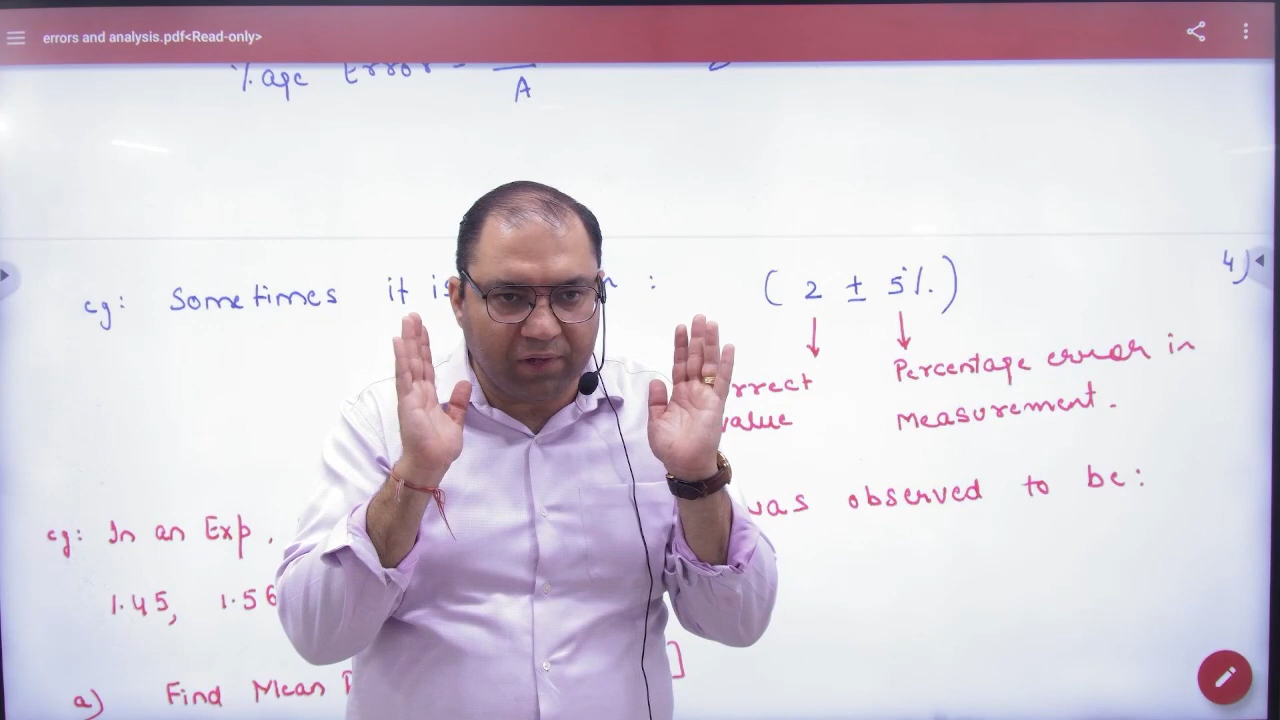 errors and analysis.pdf<Read-only>
%age Error =
A
eg: Sometimes it is : (2 ± 5%)
4)
Percentage error in
value measurement.
eg: In an Exp. was observed to be:
1.45, 1.56
a) Find Mean ]